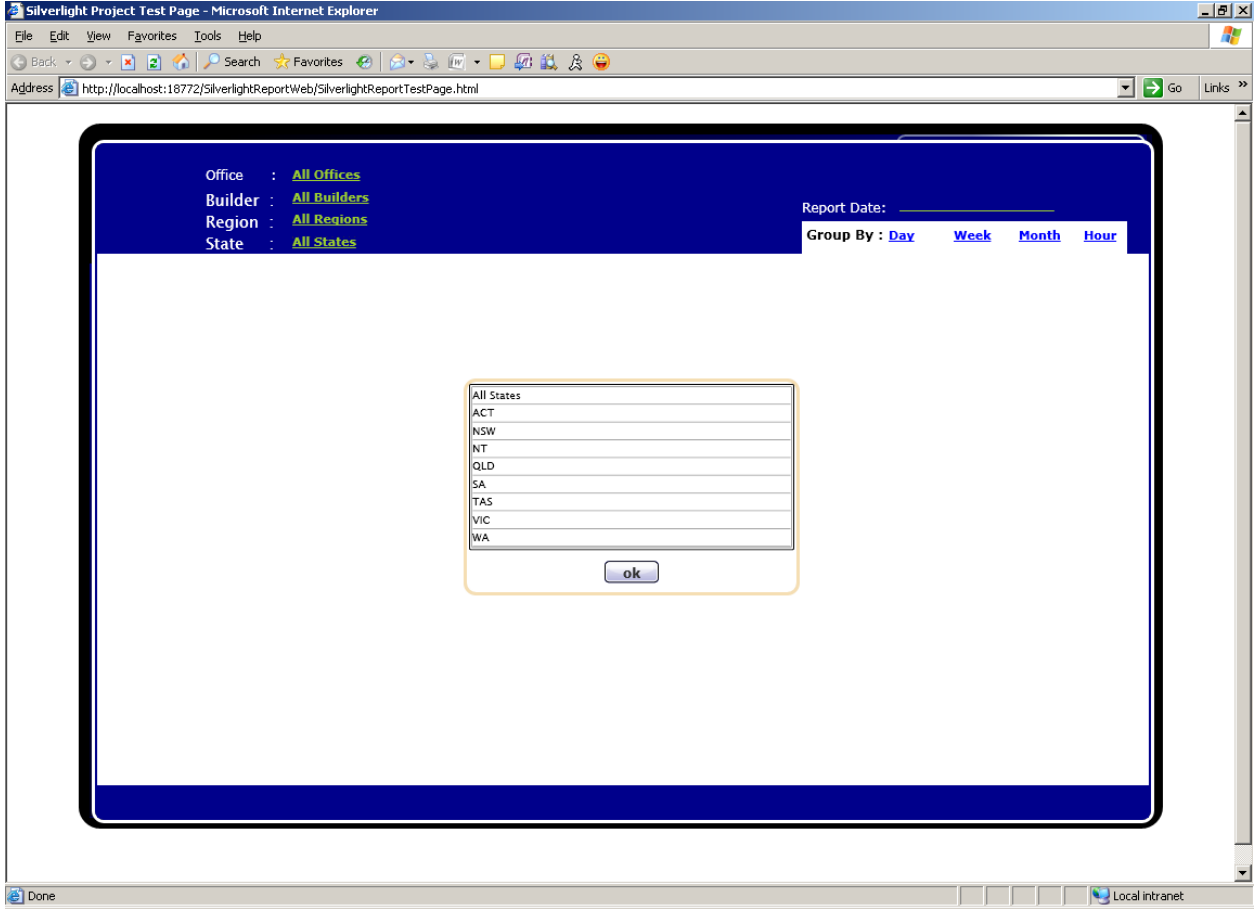 Silverlight Project Test Page - Microsoft Internet Explorer
File Edit View Favorites Tools Help
Back Search Favorites
Address http://localhost:18772/SilverlightReportWeb/SilverlightReportTestPage.html Go Links »
Office : All Offices
Builder : All Builders
Region : All Regions
State : All States
Report Date:
Group By : Day Week Month Hour
All States
ACT
NSW
NT
QLD
SA
TAS
VIC
WA
ok
Done Local intranet